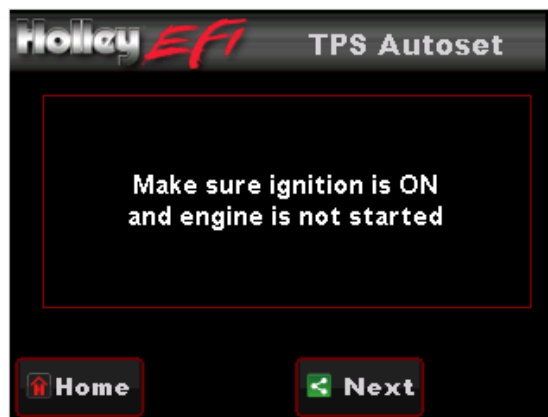 Holley EFI TPS Autoset
Make sure ignition is ON
and engine is not started
Home Next